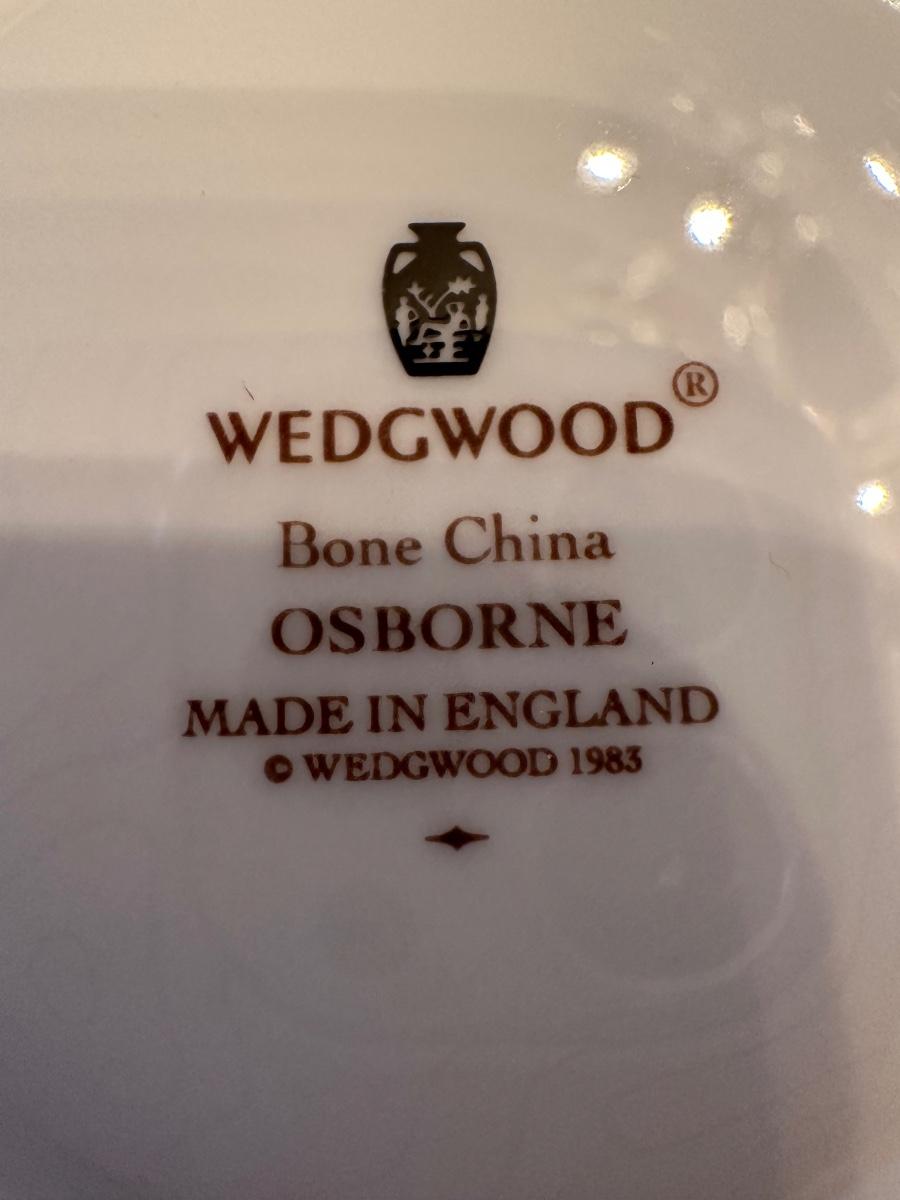 WEDGWOOD®
Bone China
OSBORNE
MADE IN ENGLAND
© WEDGWOOD 1983